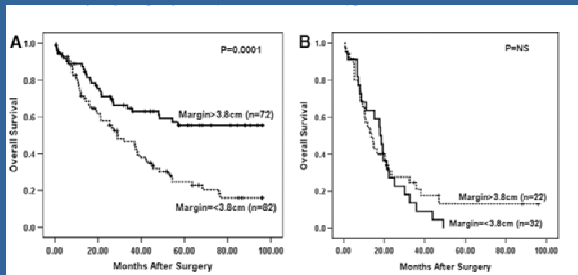 A
P=0.0001
Overall Survival
1.0
0.8
0.6
0.4
0.2
0.0
Margin>3.8cm (n=72)
Margin=<3.8cm (n=82)
0.00 20.00 40.00 60.00 80.00 100.00
Months After Surgery
B
P=NS
Overall Survival
1.0
0.8
0.6
0.4
0.2
0.0
Margin>3.8cm (n=22)
Margin=<3.8cm (n=32)
0.00 20.00 40.00 60.00 80.00 100.00
Months After Surgery